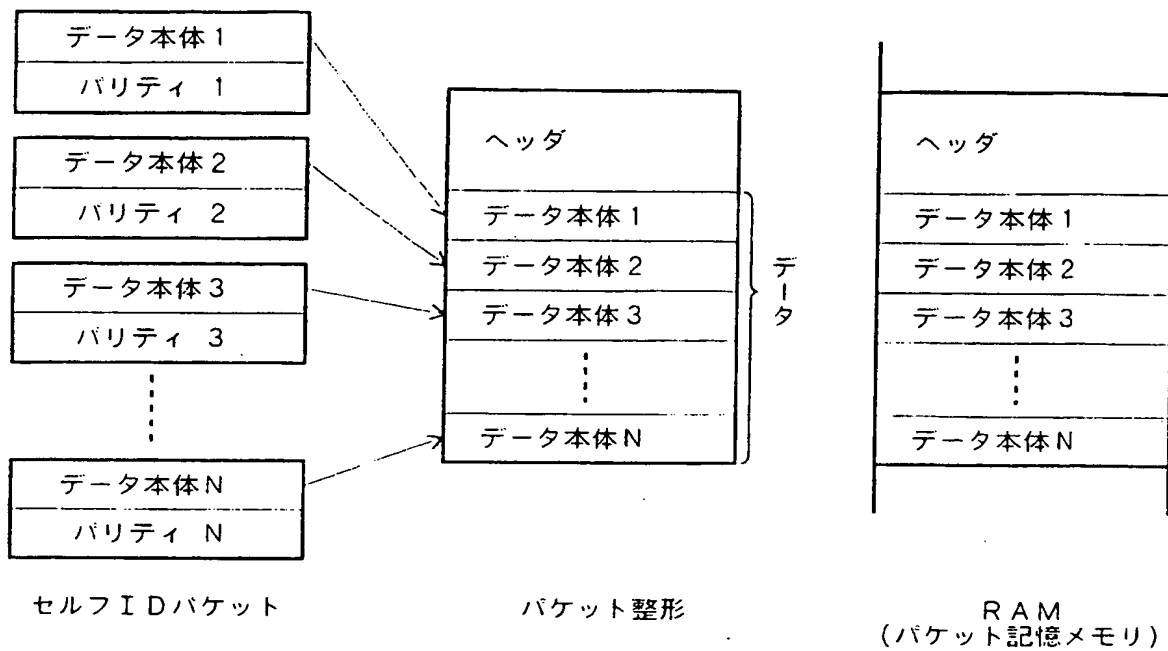 データ本体1
パリティ 1
データ本体2
パリティ 2
データ本体3
パリティ 3
データ本体N
パリティ N
セルフIDパケット
ヘッダ
データ本体1
データ本体2
データ本体3
データ本体N
データ
パケット整形
ヘッダ
データ本体1
データ本体2
データ本体3
データ本体N
RAM
(パケット記憶メモリ)